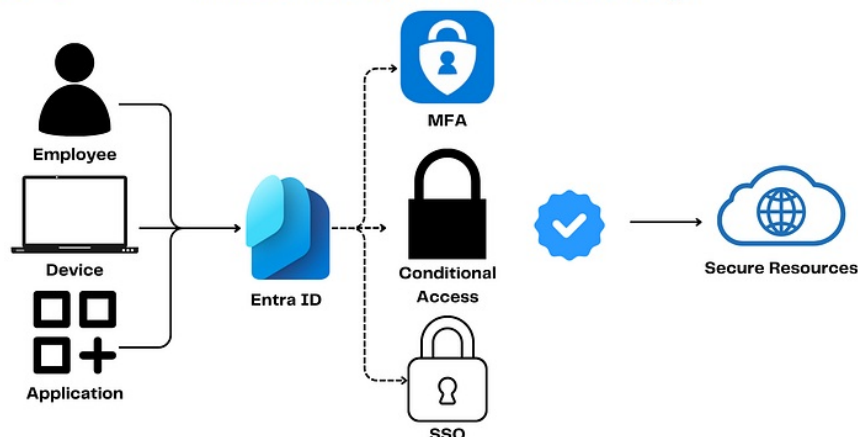 MFA
Employee
Device
Entra ID
Conditional
Access
Secure Resources
Application
SSO